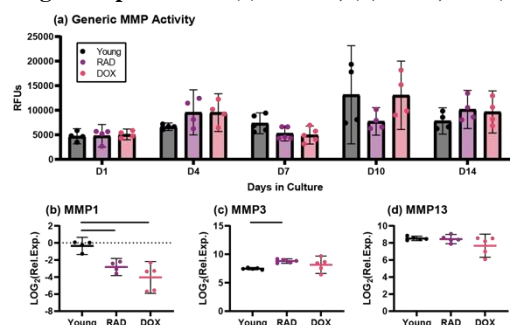 (a) Generic MMP Activity
25000
20000
15000
10000
5000
0
RFUs
Young
RAD
DOX
D1 D4 D7 D10 D14
Days in Culture
(b) MMP1
2
0
-2
-4
-6
-8
LOG2(Rel.Exp.)
Young RAD DOX
(c) MMP3
15
10
5
0
LOG2(Rel.Exp.)
Young RAD DOX
(d) MMP13
10
8
6
4
2
0
LOG2(Rel.Exp.)
Young RAD DOX